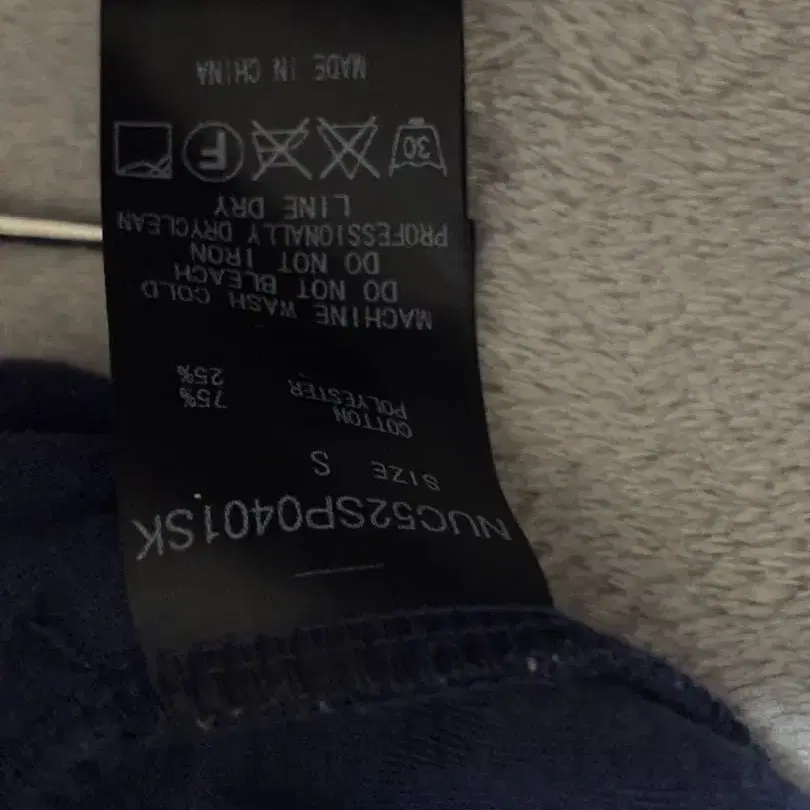 NUC52SP0401SK
SIZE S
COTTON 75%
POLYESTER 25%
MACHINE WASH COLD
DO NOT BLEACH
DO NOT IRON
PROFESSIONALLY DRYCLEAN
LINE DRY
30 F
MADE IN CHINA